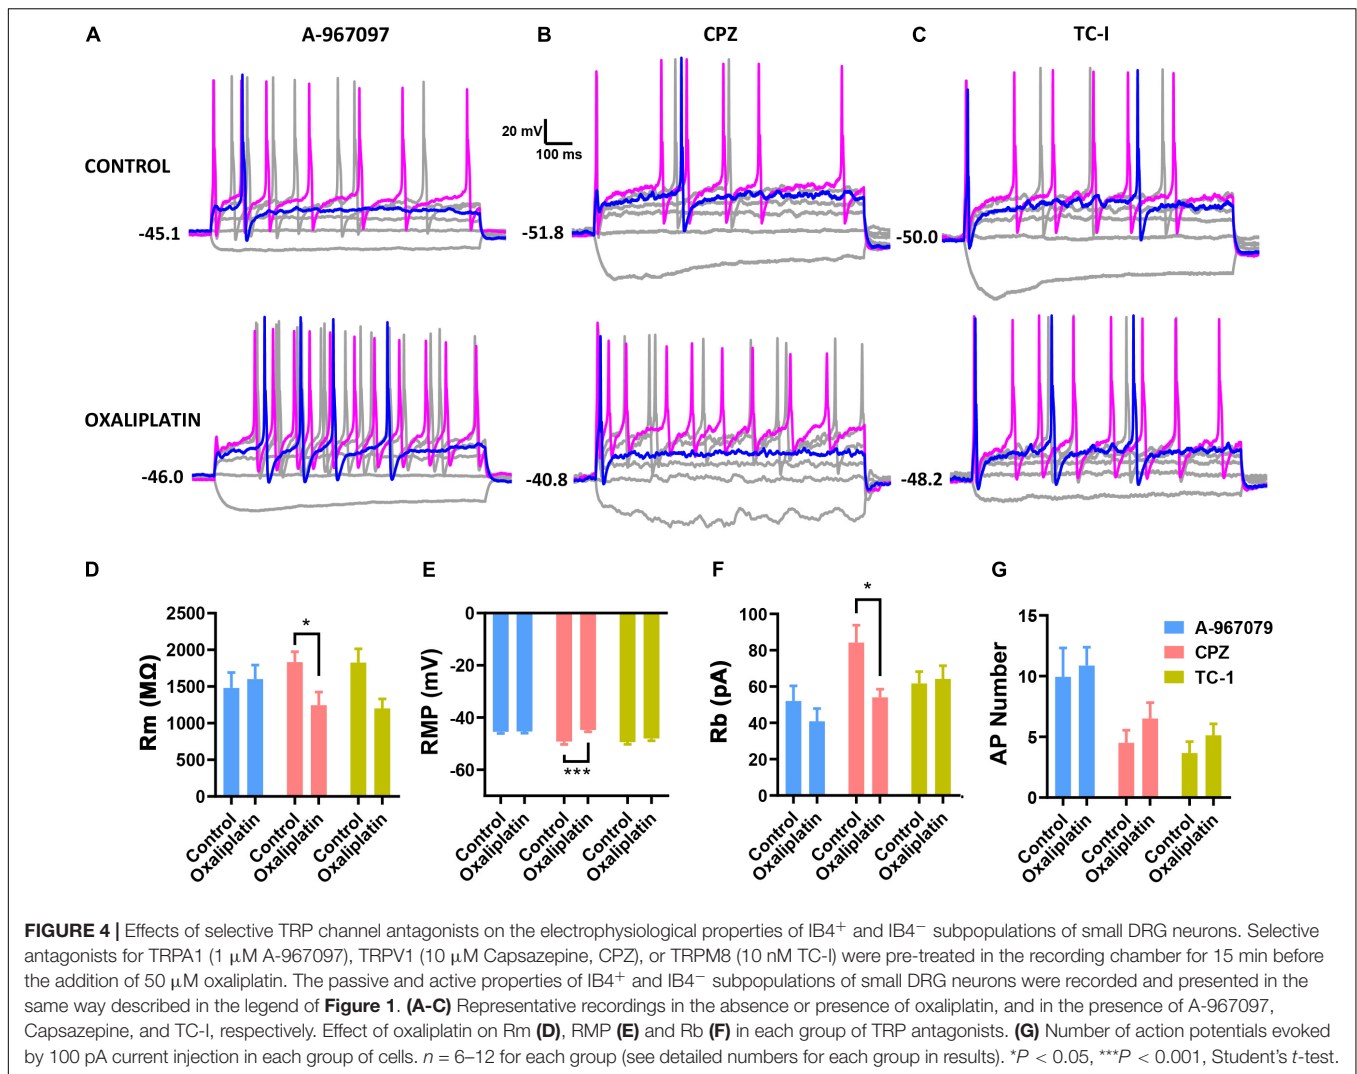 A
A-967097
B
CPZ
C
TC-I
20 mV
100 ms
CONTROL
-45.1
-51.8
-50.0
OXALIPLATIN
-46.0
-40.8
-48.2
D
Rm (MΩ)
2500
2000
1500
1000
500
0
*
Control
Oxaliplatin
Control
Oxaliplatin
Control
Oxaliplatin
E
RMP (mV)
0
-20
-40
-60
***
Control
Oxaliplatin
Control
Oxaliplatin
Control
Oxaliplatin
F
Rb (pA)
100
80
60
40
20
0
*
Control
Oxaliplatin
Control
Oxaliplatin
Control
Oxaliplatin
G
AP Number
15
10
5
0
A-967079
CPZ
TC-1
Control
Oxaliplatin
Control
Oxaliplatin
Control
Oxaliplatin
FIGURE 4 | Effects of selective TRP channel antagonists on the electrophysiological properties of IB4⁺ and IB4⁻ subpopulations of small DRG neurons. Selective
antagonists for TRPA1 (1 μM A-967097), TRPV1 (10 μM Capsazepine, CPZ), or TRPM8 (10 nM TC-I) were pre-treated in the recording chamber for 15 min before
the addition of 50 μM oxaliplatin. The passive and active properties of IB4⁺ and IB4⁻ subpopulations of small DRG neurons were recorded and presented in the
same way described in the legend of Figure 1. (A-C) Representative recordings in the absence or presence of oxaliplatin, and in the presence of A-967097,
Capsazepine, and TC-I, respectively. Effect of oxaliplatin on Rm (D), RMP (E) and Rb (F) in each group of TRP antagonists. (G) Number of action potentials evoked
by 100 pA current injection in each group of cells. n = 6–12 for each group (see detailed numbers for each group in results). *P < 0.05, ***P < 0.001, Student's t-test.